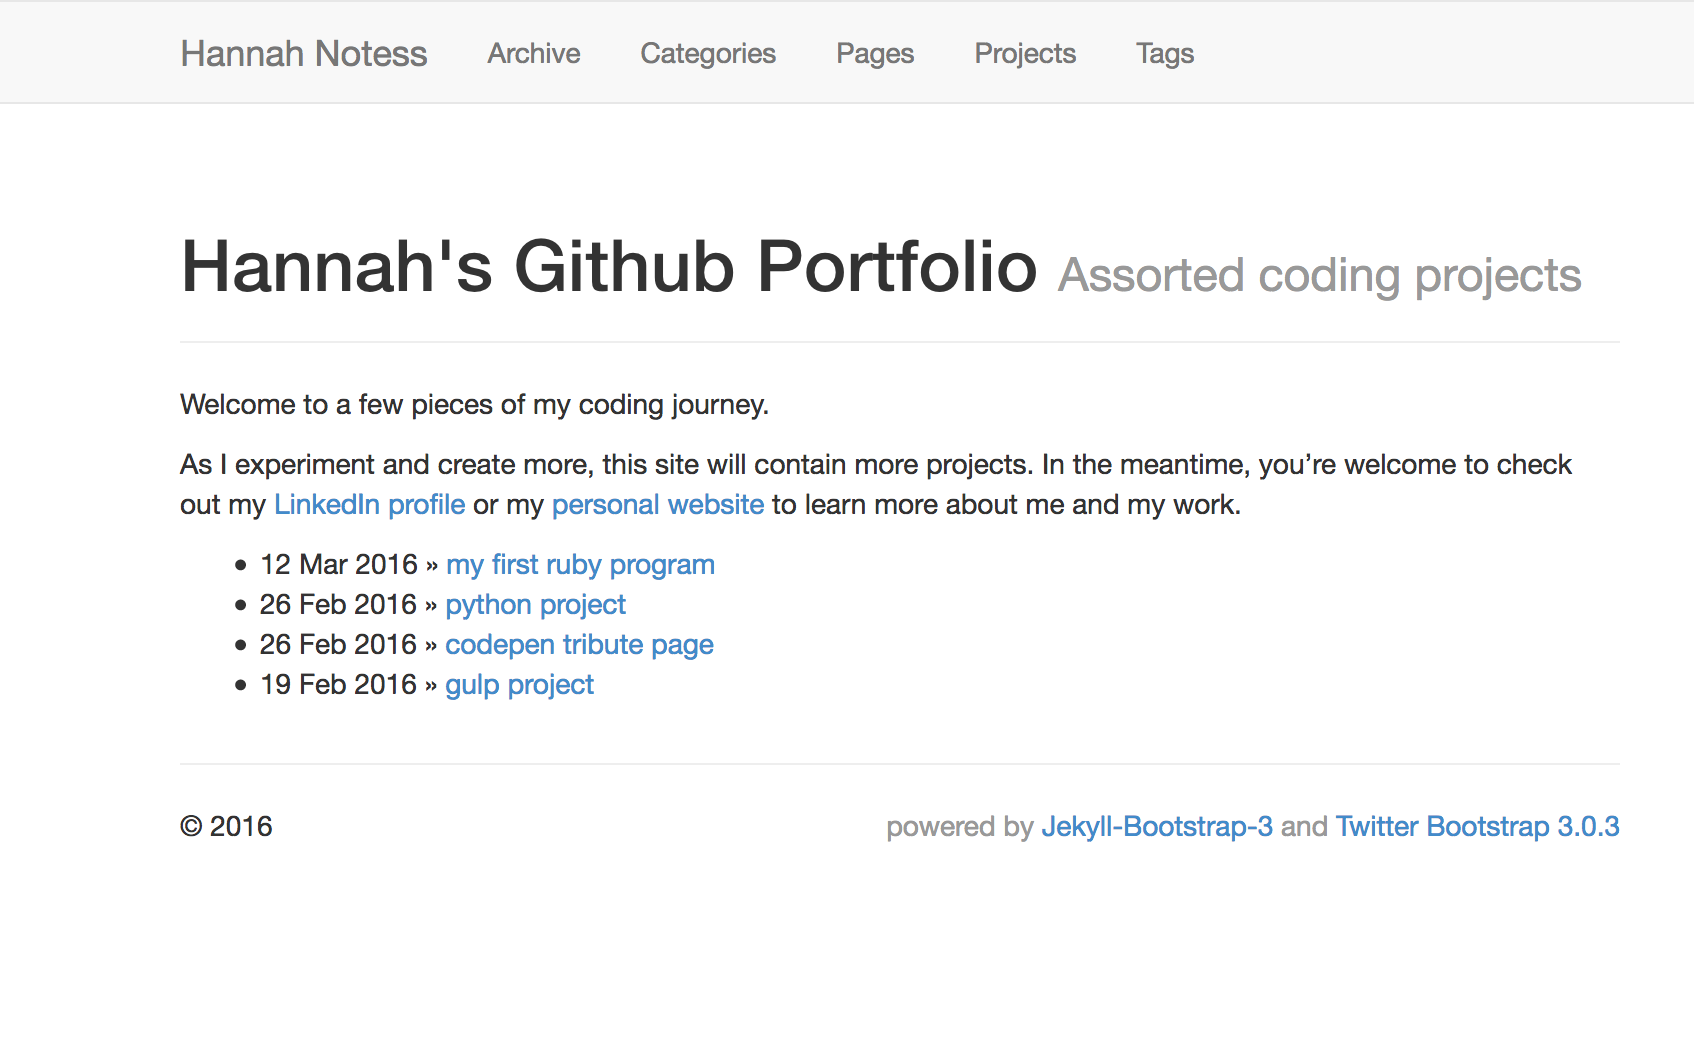 Hannah Notess Archive Categories Pages Projects Tags
Hannah's Github Portfolio Assorted coding projects
Welcome to a few pieces of my coding journey.
As I experiment and create more, this site will contain more projects. In the meantime, you’re welcome to check
out my LinkedIn profile or my personal website to learn more about me and my work.
• 12 Mar 2016 » my first ruby program
• 26 Feb 2016 » python project
• 26 Feb 2016 » codepen tribute page
• 19 Feb 2016 » gulp project
© 2016 powered by Jekyll-Bootstrap-3 and Twitter Bootstrap 3.0.3